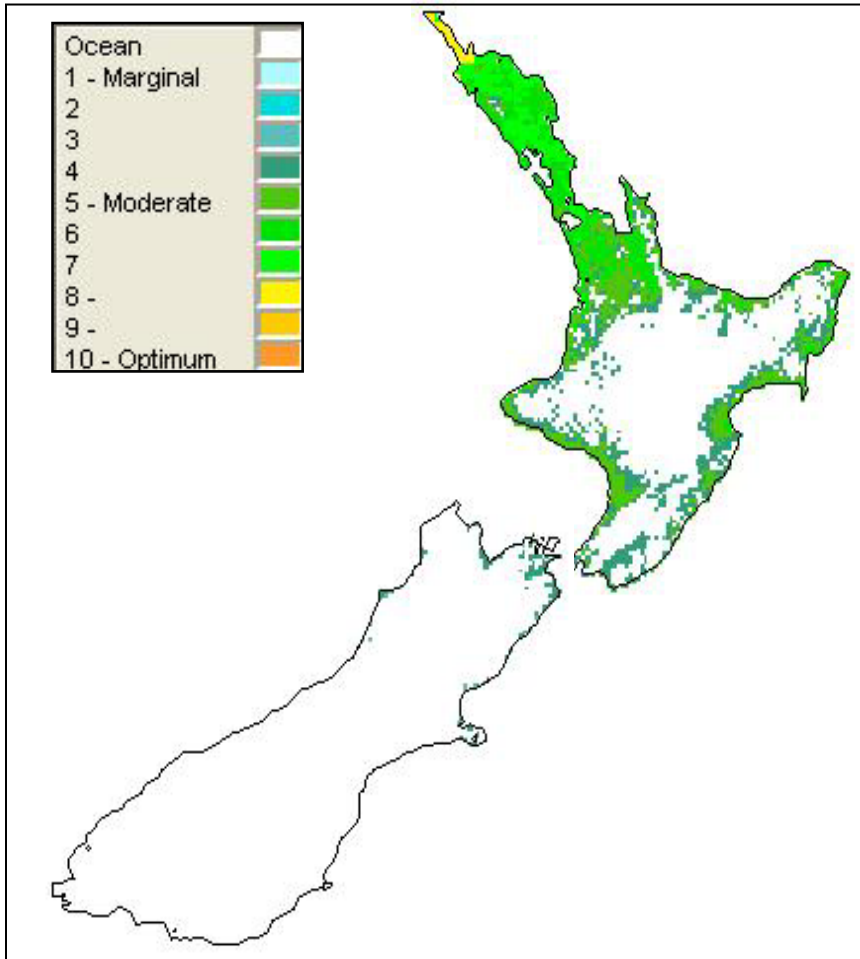 Ocean
1 - Marginal
2
3
4
5 - Moderate
6
7
8 -
9 -
10 - Optimum